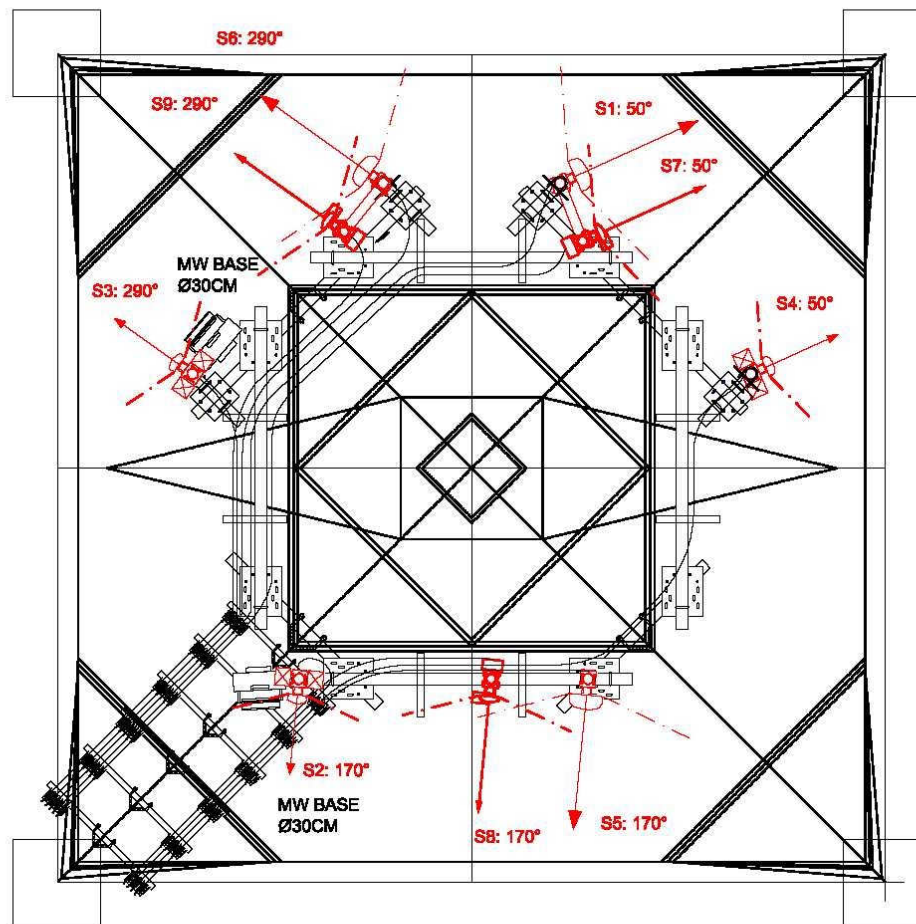 S6: 290°
S9: 290°
S1: 50°
S7: 50°
MW BASE
Ø30CM
S3: 290°
S4: 50°
S2: 170°
MW BASE
Ø30CM
S8: 170°
S5: 170°